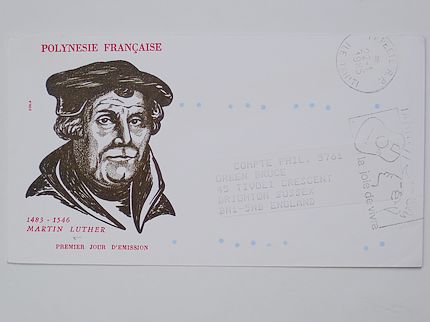 POLYNESIE FRANÇAISE
1483 - 1546
MARTIN LUTHER
PREMIER JOUR D'EMISSION
COMPTE PHIL. 3761
GREEN BRUCE
45 TIVOLI CRESCENT
BRIGHTON SUSSEX
BN1-5ND ENGLAND
la joie de vivre